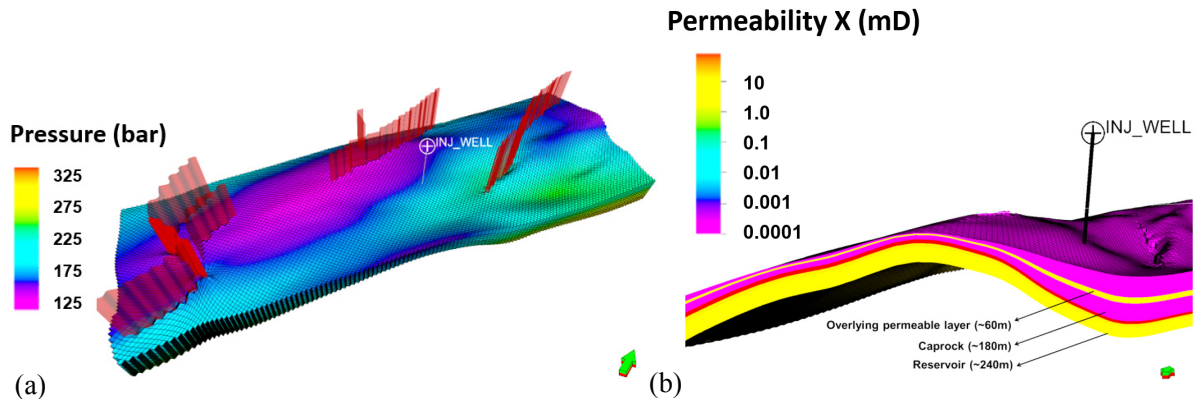 Pressure (bar)
325
275
225
175
125
INJ_WELL
(a)
Permeability X (mD)
10
1.0
0.1
0.01
0.001
0.0001
INJ_WELL
Overlying permeable layer (~60m)
Caprock (~180m)
Reservoir (~240m)
(b)